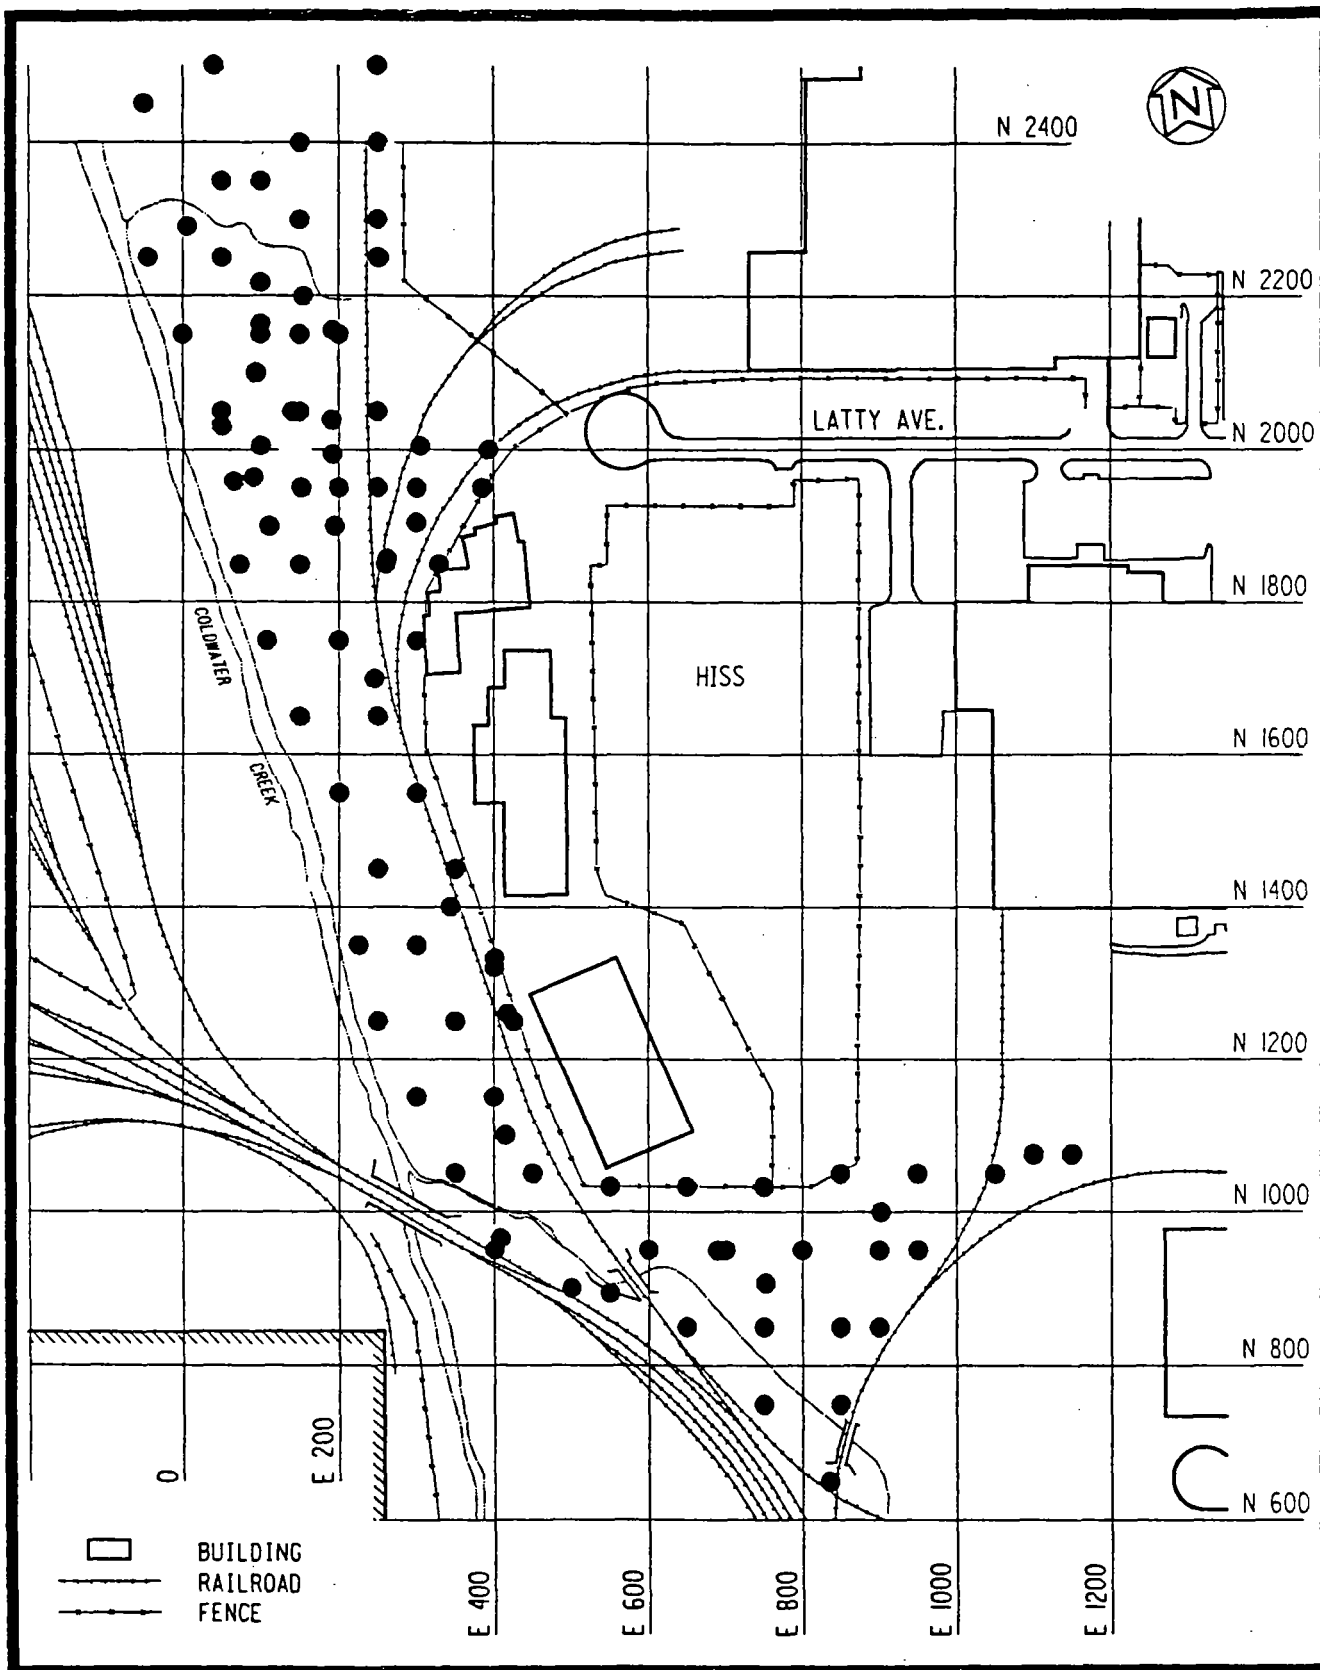 N
N 2400
N 2200
LATTY AVE.
N 2000
N 1800
COLDWATER
HISS
N 1600
CREEK
N 1400
N 1200
N 1000
N 800
0
E 200
N 600
E 400
E 600
E 800
E 1000
E 1200
BUILDING
RAILROAD
FENCE